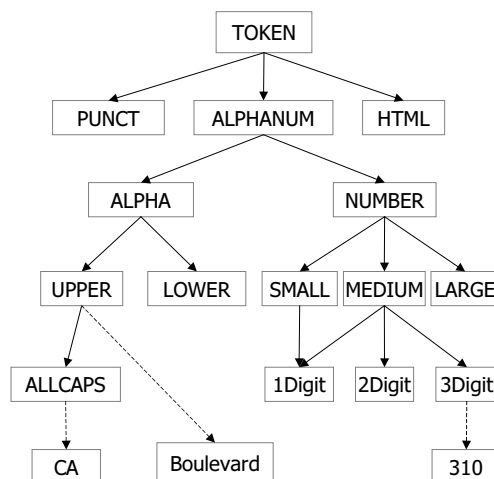 TOKEN
PUNCT ALPHANUM HTML
ALPHA NUMBER
UPPER LOWER SMALL MEDIUM LARGE
ALLCAPS 1Digit 2Digit 3Digit
CA Boulevard 310